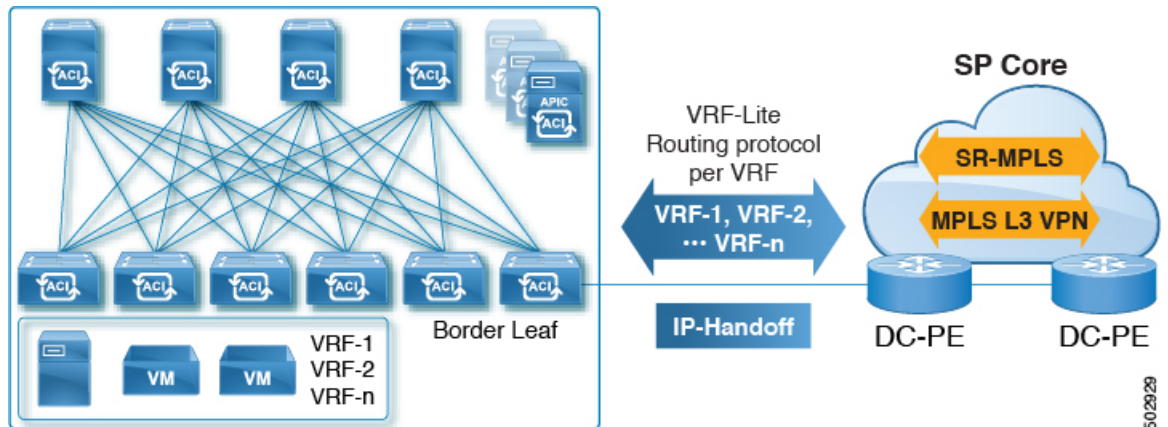 ACI
ACI
ACI
ACI
APIC
ACI
ACI
ACI
ACI
ACI
ACI
ACI
Border Leaf
VM
VM
VRF-1
VRF-2
VRF-n
VRF-Lite
Routing protocol
per VRF
VRF-1, VRF-2,
··· VRF-n
IP-Handoff
SP Core
SR-MPLS
MPLS L3 VPN
DC-PE
DC-PE
502929